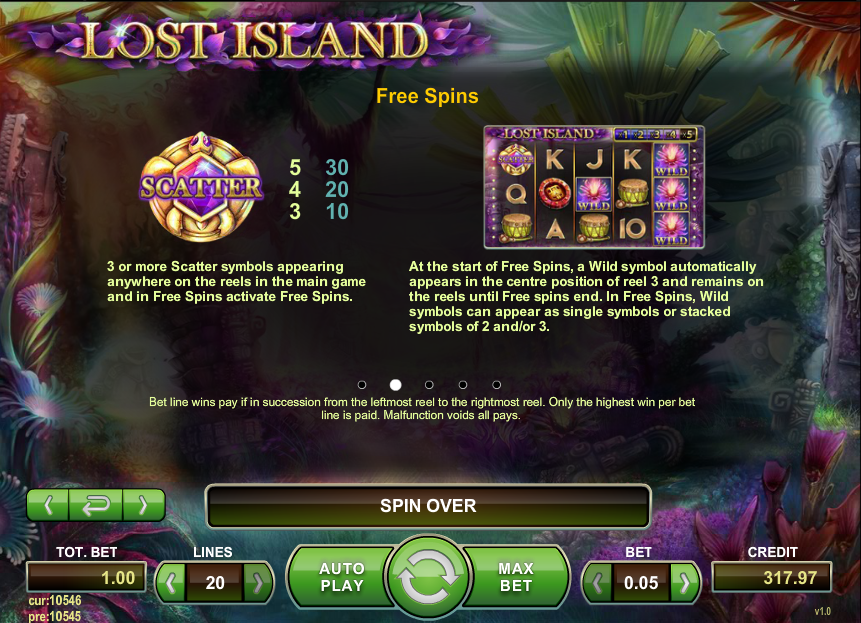 LOST ISLAND
Free Spins
SCATTER
5 30
4 20
3 10
LOST ISLAND
SCATTER K J K WILD
Q WILD WILD
A 10 WILD
3 or more Scatter symbols appearing
anywhere on the reels in the main game
and in Free Spins activate Free Spins.
At the start of Free Spins, a Wild symbol automatically
appears in the centre position of reel 3 and remains on
the reels until Free spins end. In Free Spins, Wild
symbols can appear as single symbols or stacked
symbols of 2 and/or 3.
Bet line wins pay if in succession from the leftmost reel to the rightmost reel. Only the highest win per bet
line is paid. Malfunction voids all pays.
SPIN OVER
TOT. BET
1.00
LINES
20
AUTO
PLAY
MAX
BET
BET
0.05
CREDIT
317.97
cur:10546
pre:10545
v1.0